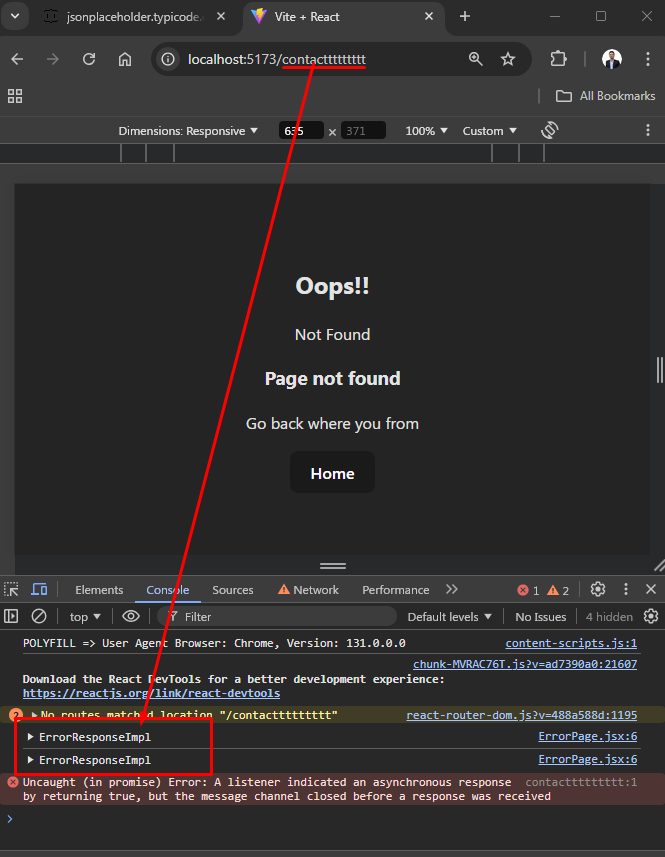 jsonplaceholder.typicode.
Vite + React
localhost:5173/contacttttttttt
All Bookmarks
Dimensions: Responsive
635 × 371
100%
Custom
Oops!!
Not Found
Page not found
Go back where you from
Home
Elements
Console
Sources
Network
Performance
1
2
top
Filter
Default levels
No Issues
4 hidden
POLYFILL => User Agent Browser: Chrome, Version: 131.0.0.0
content-scripts.js:1
chunk-MVRAC76T.js?v=ad7390a0:21607
Download the React DevTools for a better development experience:
https://reactjs.org/link/react-devtools
2
No routes matched location "/contacttttttttt"
react-router-dom.js?v=488a588d:1195
ErrorResponseImpl
ErrorPage.jsx:6
ErrorResponseImpl
ErrorPage.jsx:6
Uncaught (in promise) Error: A listener indicated an asynchronous response
contacttttttttt:1
by returning true, but the message channel closed before a response was received